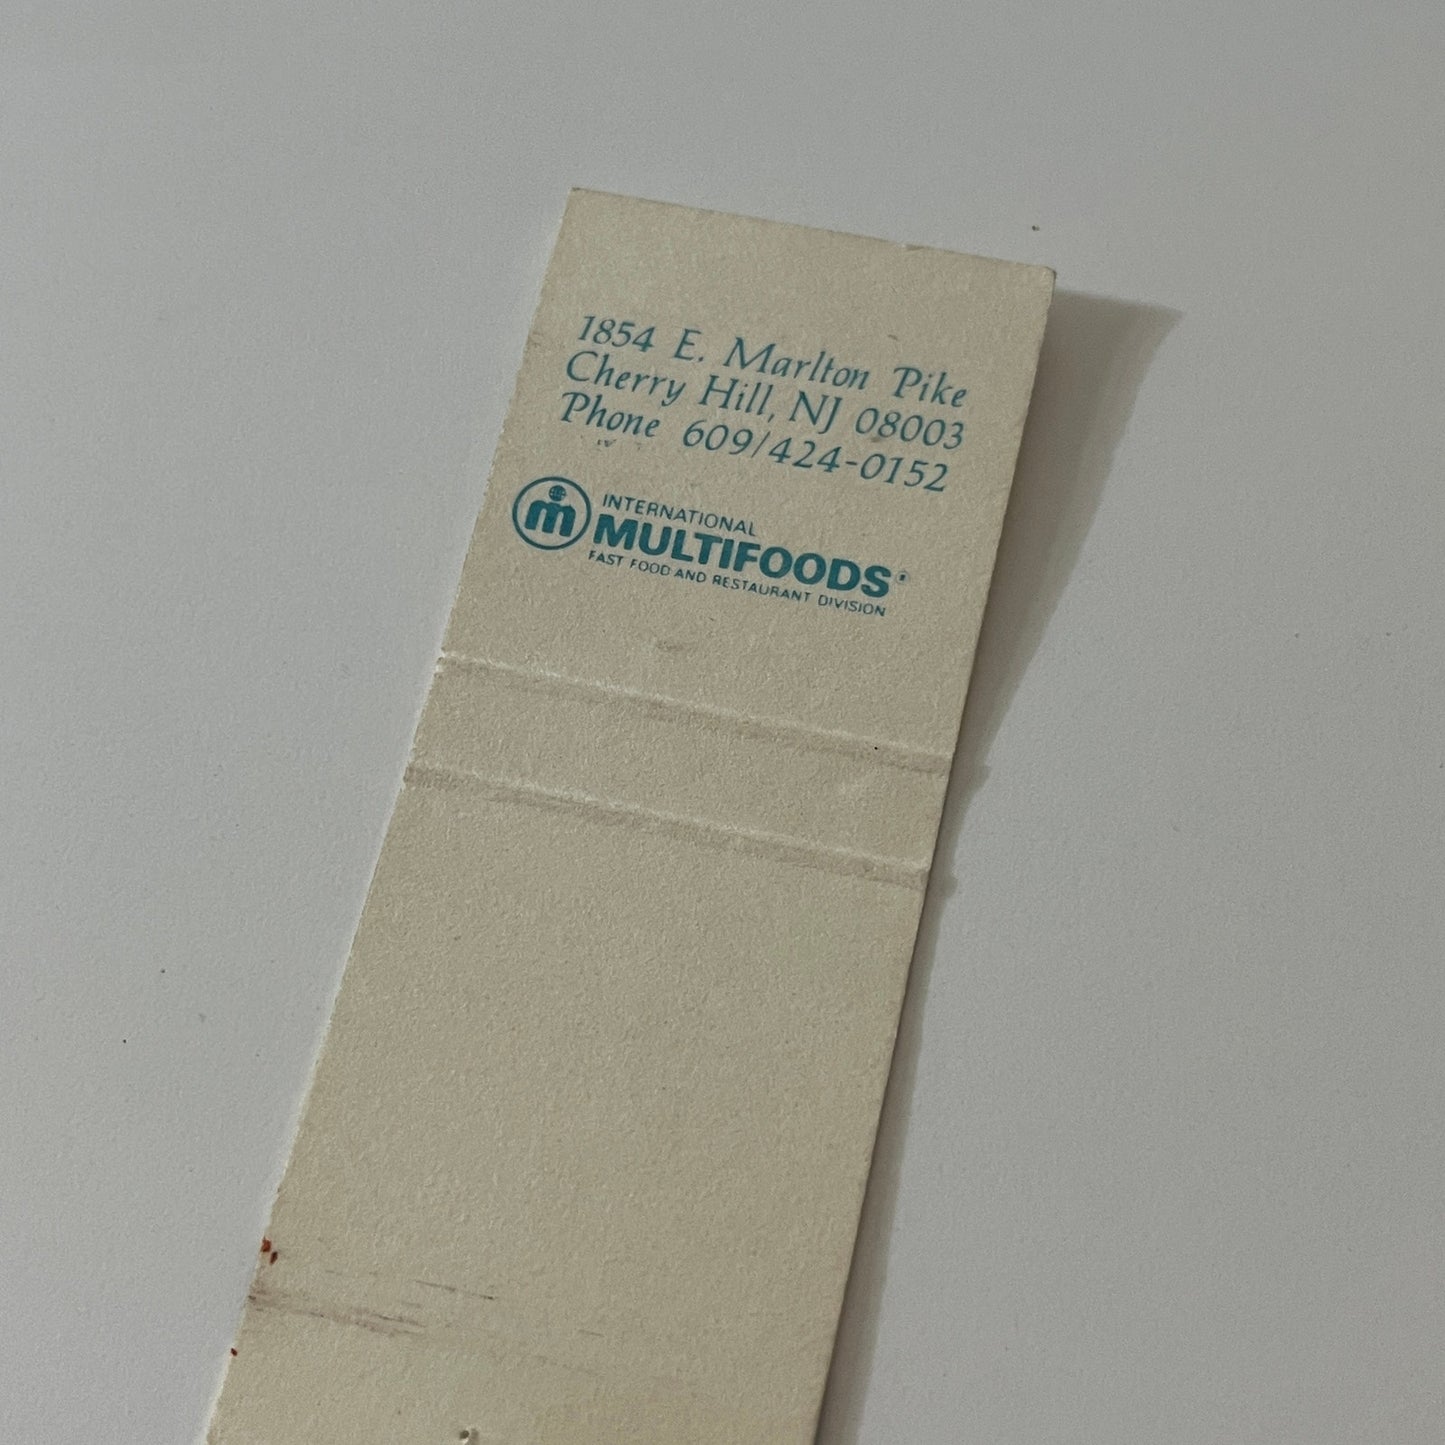 1854 E. Marlton Pike
Cherry Hill, NJ 08003
Phone 609/424-0152
m INTERNATIONAL
MULTIFOODS®
FAST FOOD AND RESTAURANT DIVISION